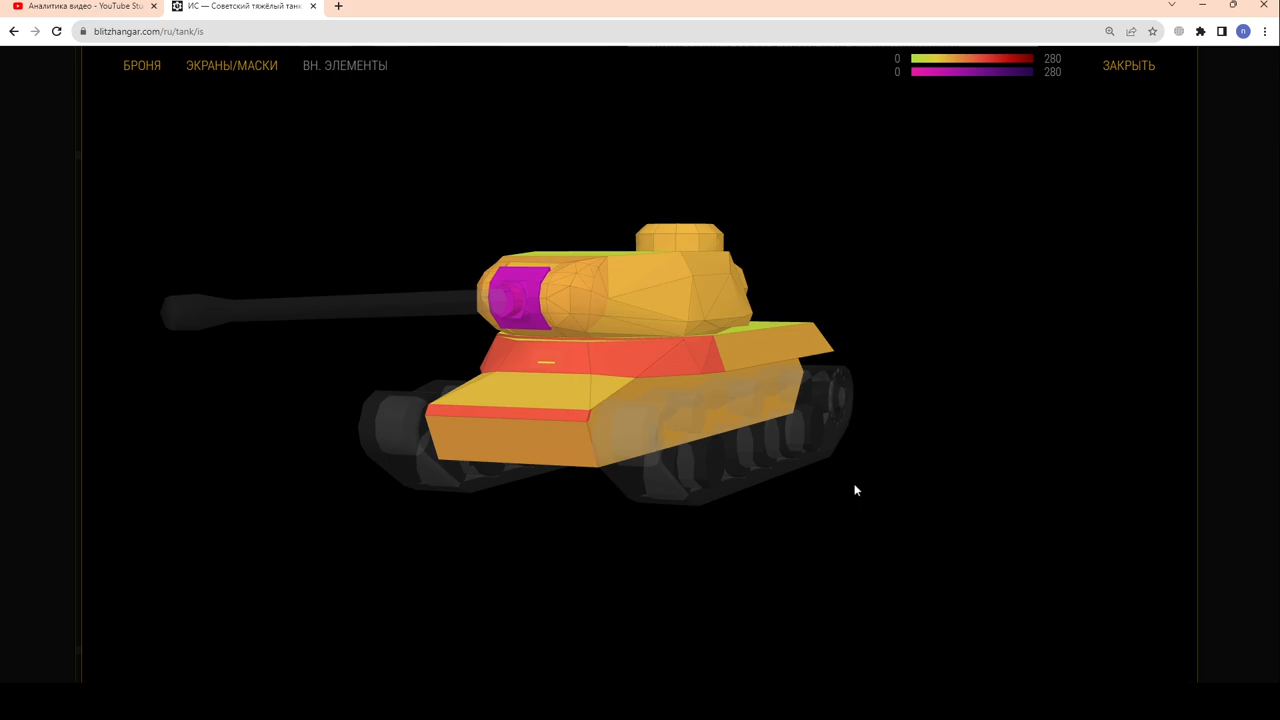 Аналитика видео - YouTube Stu
ИС — Советский тяжёлый танк
blitzhangar.com/ru/tank/is
n
БРОНЯ ЭКРАНЫ/МАСКИ ВН. ЭЛЕМЕНТЫ 0 280 ЗАКРЫТЬ
0 280